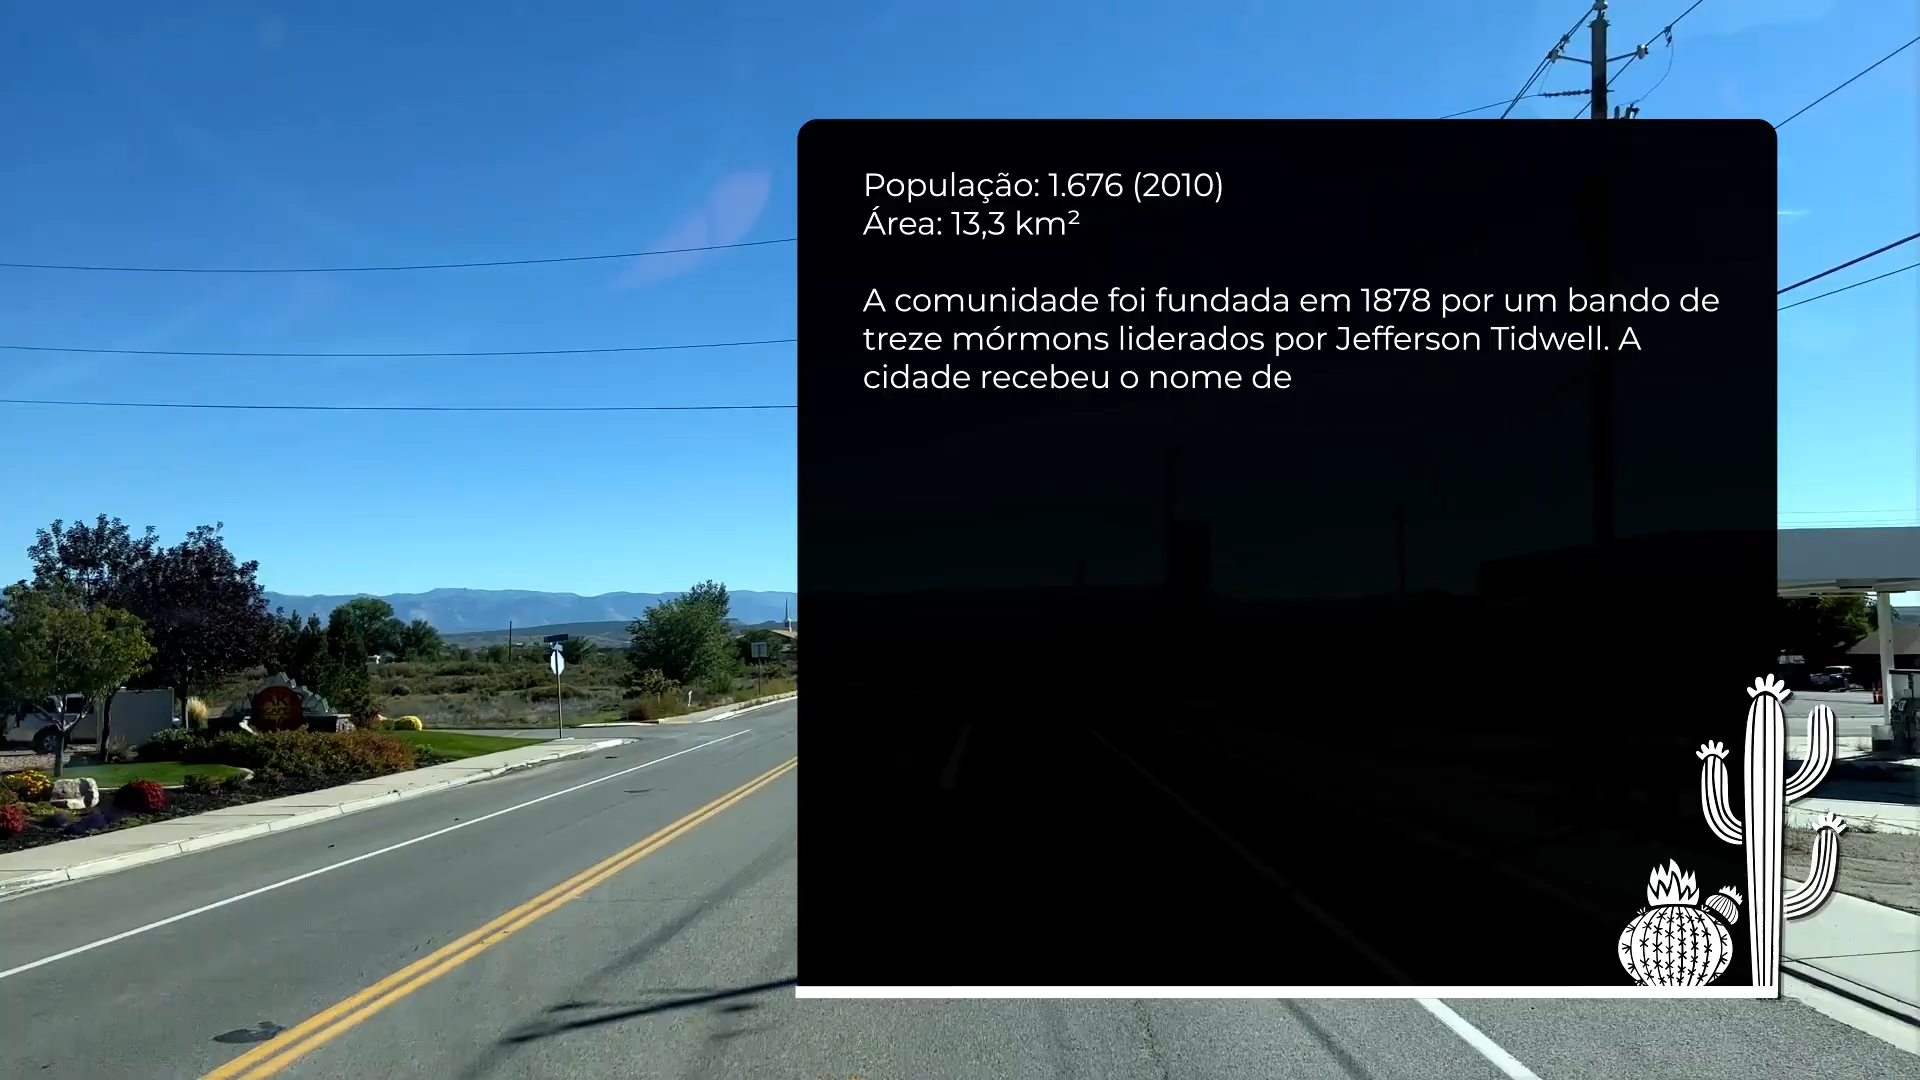 População: 1.676 (2010)
Área: 13,3 km²
A comunidade foi fundada em 1878 por um bando de
treze mórmons liderados por Jefferson Tidwell. A
cidade recebeu o nome de